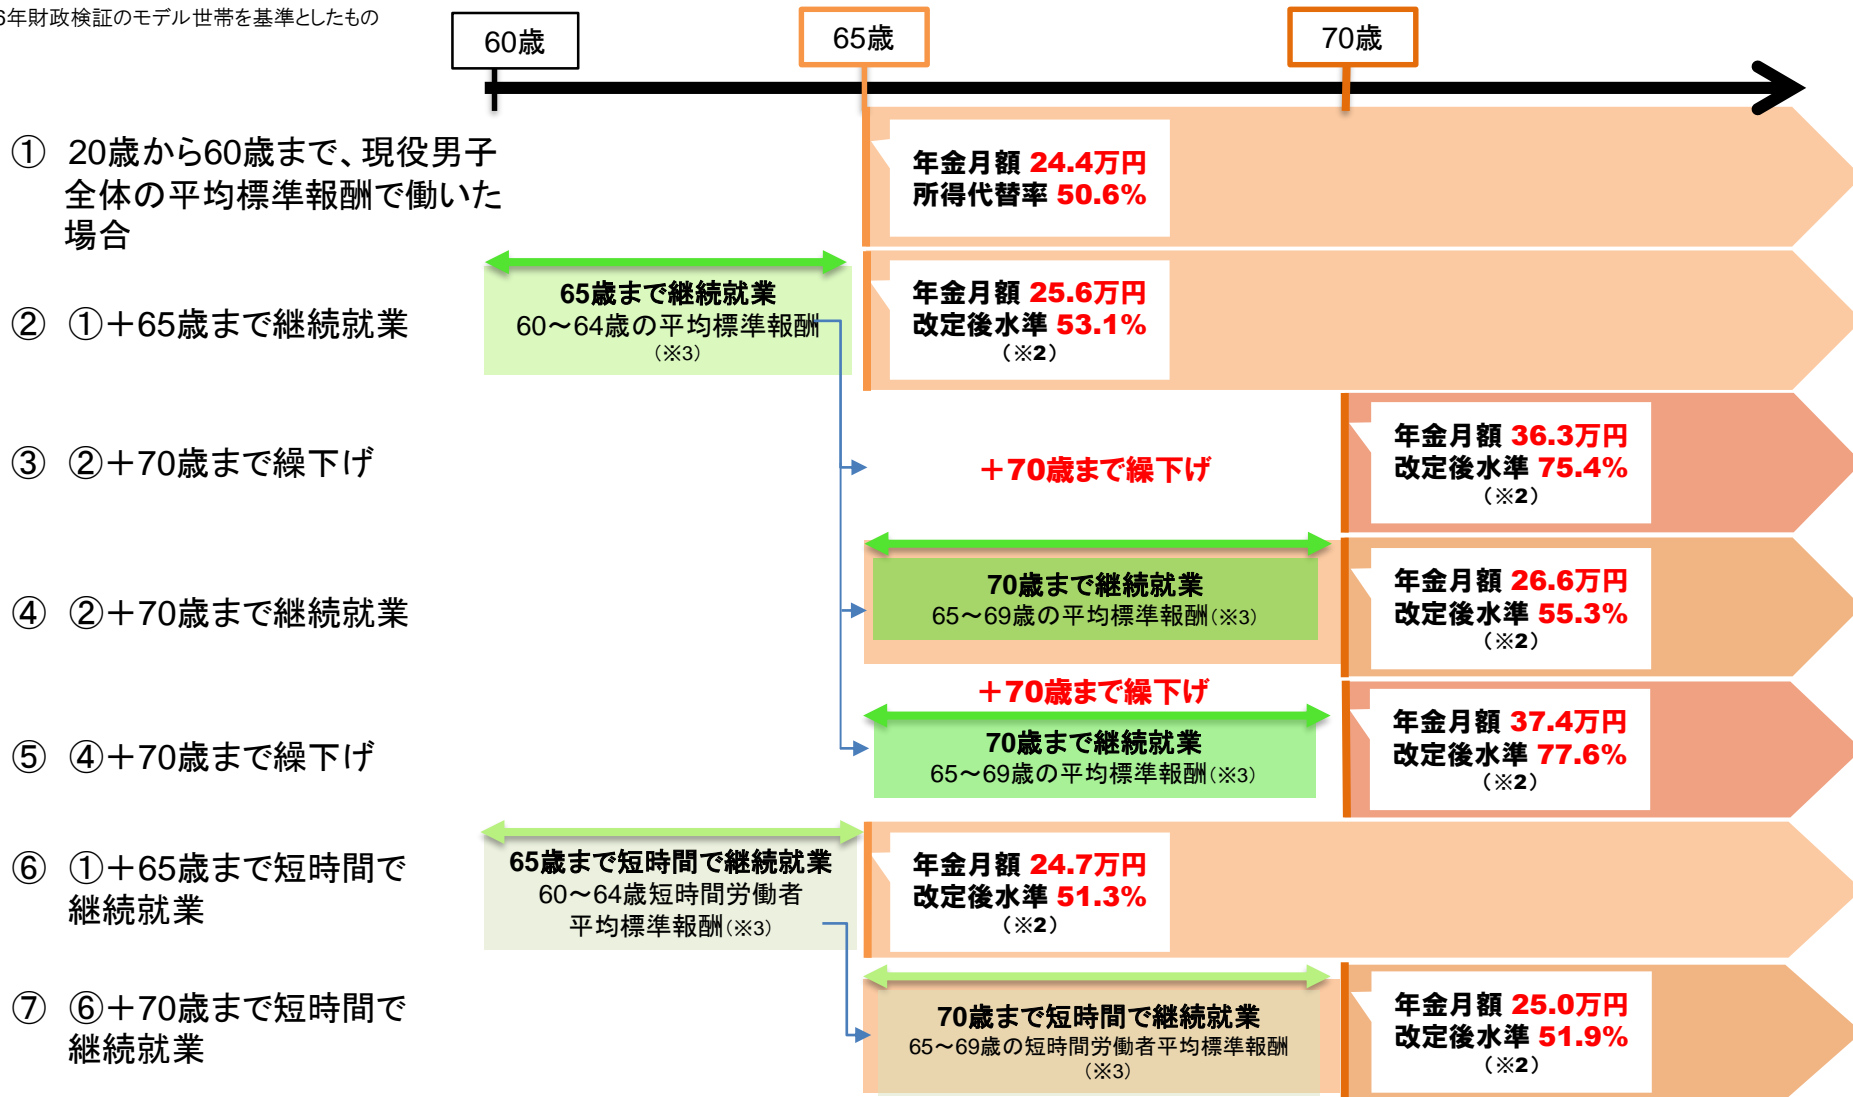 6年財政検証のモデル世帯を基準としたもの
60歳
65歳
70歳
① 20歳から60歳まで、現役男子
全体の平均標準報酬で働いた
場合
年金月額 24.4万円
所得代替率 50.6%
② ①+65歳まで継続就業
65歳まで継続就業
60～64歳の平均標準報酬
(※3)
年金月額 25.6万円
改定後水準 53.1%
(※2)
③ ②+70歳まで繰下げ
+70歳まで繰下げ
年金月額 36.3万円
改定後水準 75.4%
(※2)
④ ②+70歳まで継続就業
70歳まで継続就業
65～69歳の平均標準報酬(※3)
年金月額 26.6万円
改定後水準 55.3%
(※2)
⑤ ④+70歳まで繰下げ
+70歳まで繰下げ
70歳まで継続就業
65～69歳の平均標準報酬(※3)
年金月額 37.4万円
改定後水準 77.6%
(※2)
⑥ ①+65歳まで短時間で
継続就業
65歳まで短時間で継続就業
60～64歳短時間労働者
平均標準報酬(※3)
年金月額 24.7万円
改定後水準 51.3%
(※2)
⑦ ⑥+70歳まで短時間で
継続就業
70歳まで短時間で継続就業
65～69歳の短時間労働者平均標準報酬
(※3)
年金月額 25.0万円
改定後水準 51.9%
(※2)